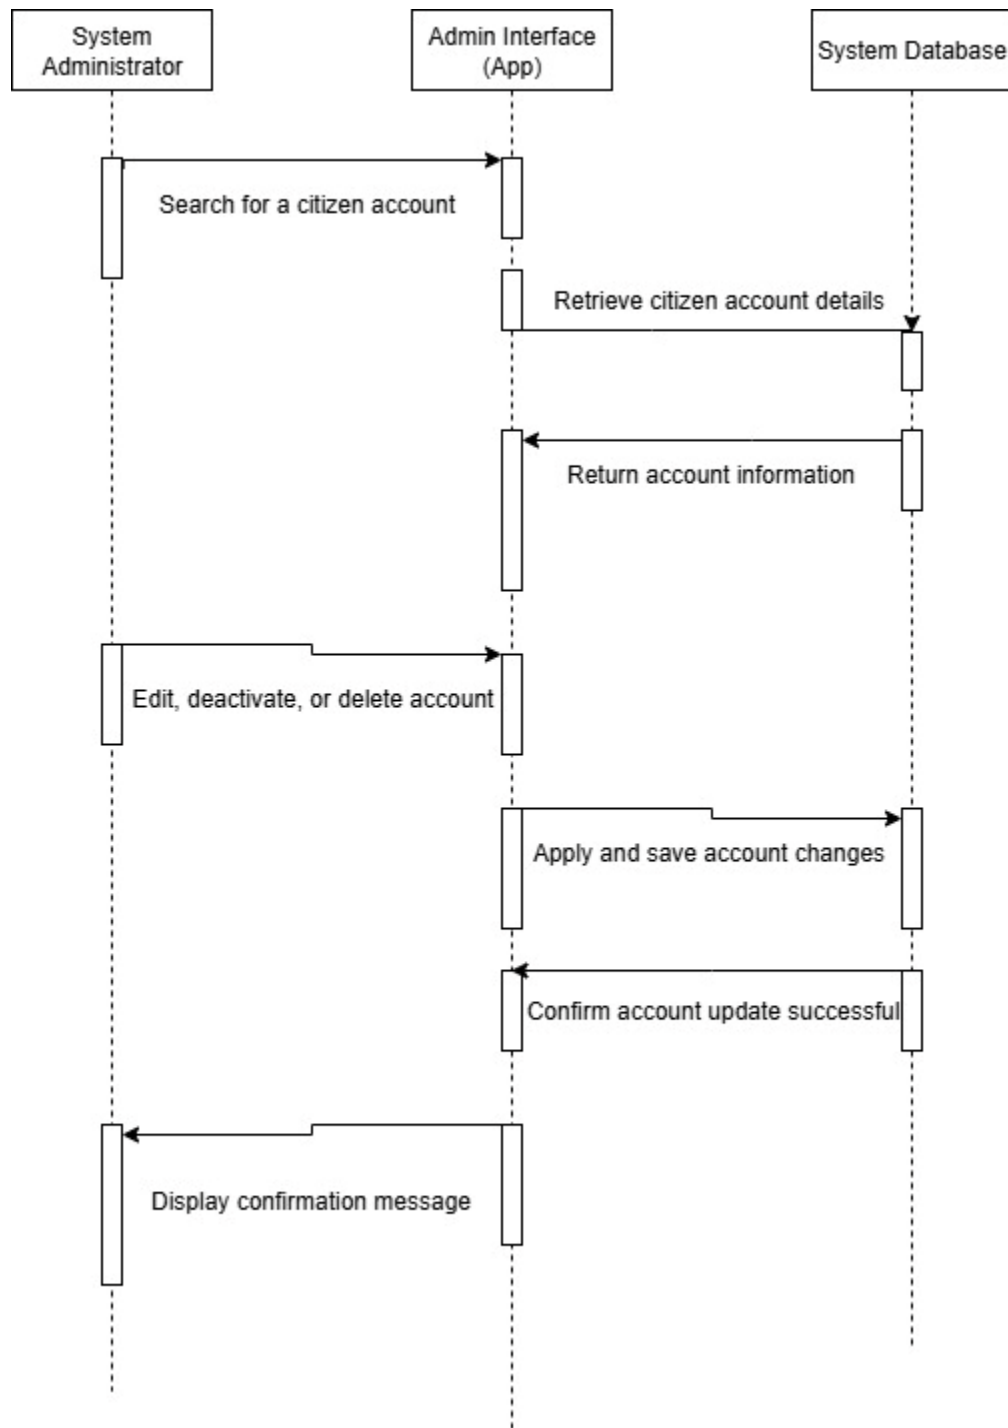 System
Administrator
Admin Interface
(App)
System Database
Search for a citizen account
Retrieve citizen account details
Return account information
Edit, deactivate, or delete account
Apply and save account changes
Confirm account update successful
Display confirmation message